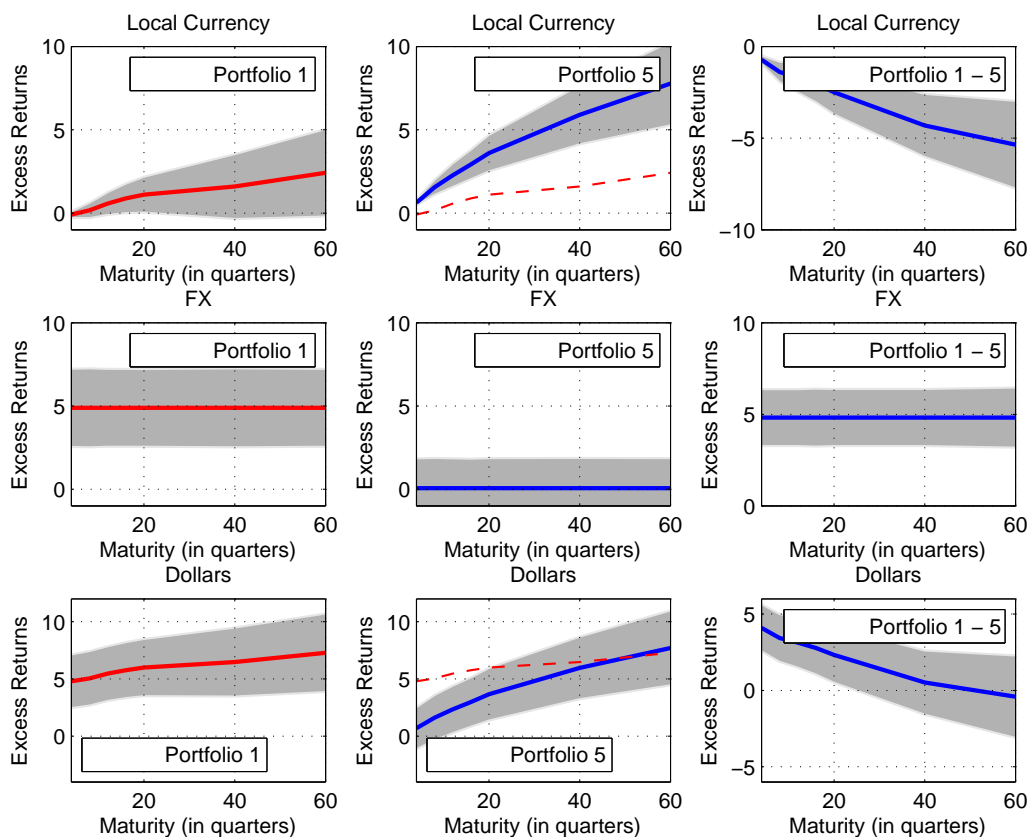 Local Currency
Local Currency
Local Currency
Excess Returns
10
5
0
Portfolio 1
20
40
60
Maturity (in quarters)
Excess Returns
10
5
0
Portfolio 5
20
40
60
Maturity (in quarters)
Excess Returns
0
−5
−10
Portfolio 1 − 5
20
40
60
Maturity (in quarters)
FX
FX
FX
Excess Returns
10
5
0
Portfolio 1
20
40
60
Maturity (in quarters)
Excess Returns
10
5
0
Portfolio 5
20
40
60
Maturity (in quarters)
Excess Returns
10
5
0
Portfolio 1 − 5
20
40
60
Maturity (in quarters)
Dollars
Dollars
Dollars
Excess Returns
10
5
0
Portfolio 1
20
40
60
Maturity (in quarters)
Excess Returns
10
5
0
Portfolio 5
20
40
60
Maturity (in quarters)
Excess Returns
5
0
−5
Portfolio 1 − 5
20
40
60
Maturity (in quarters)